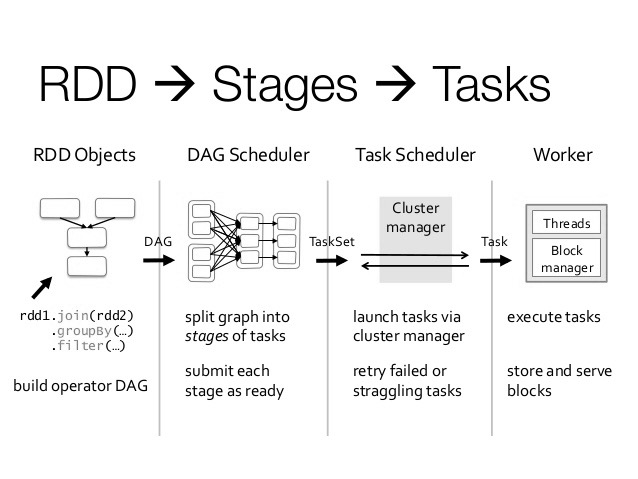 RDD → Stages → Tasks
RDD Objects
DAG Scheduler
Task Scheduler
Worker
DAG
TaskSet
Cluster
manager
Task
Threads
Block
manager
rdd1.join(rdd2)
.groupBy(…)
.filter(…)
build operator DAG
split graph into
stages of tasks
submit each
stage as ready
launch tasks via
cluster manager
retry failed or
straggling tasks
execute tasks
store and serve
blocks